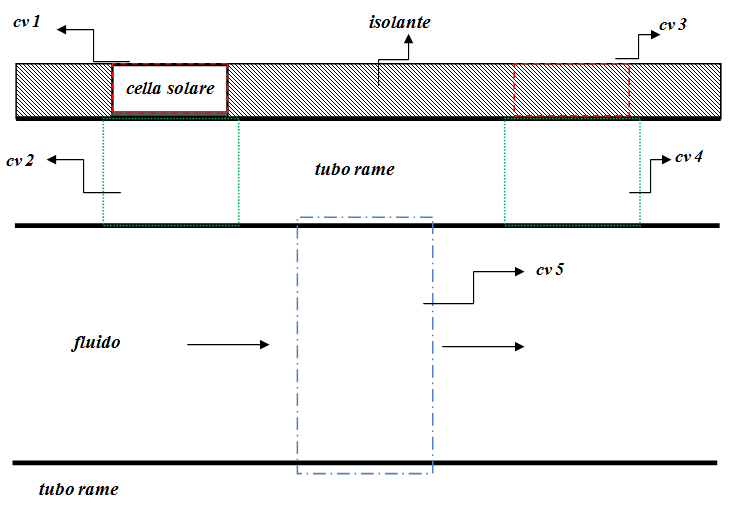 cv 1
isolante
cv 3
cella solare
cv 2
tubo rame
cv 4
cv 5
fluido
tubo rame